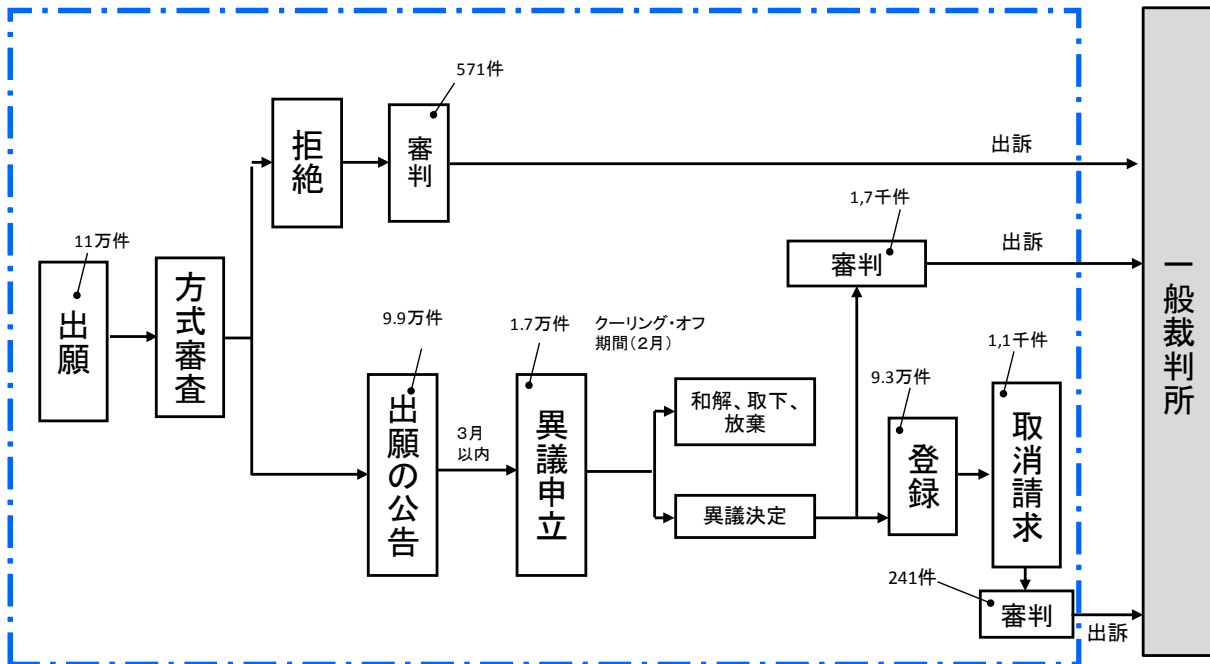 571件
拒絶
審判
出訴
1,7千件
審判
出訴
11万件
出願
方式審査
9.9万件
出願の公告
3月
以内
1.7万件
異議申立
クーリング・オフ
期間(2月)
和解、取下、
放棄
異議決定
9.3万件
登録
1,1千件
取消請求
241件
審判
出訴
一般裁判所